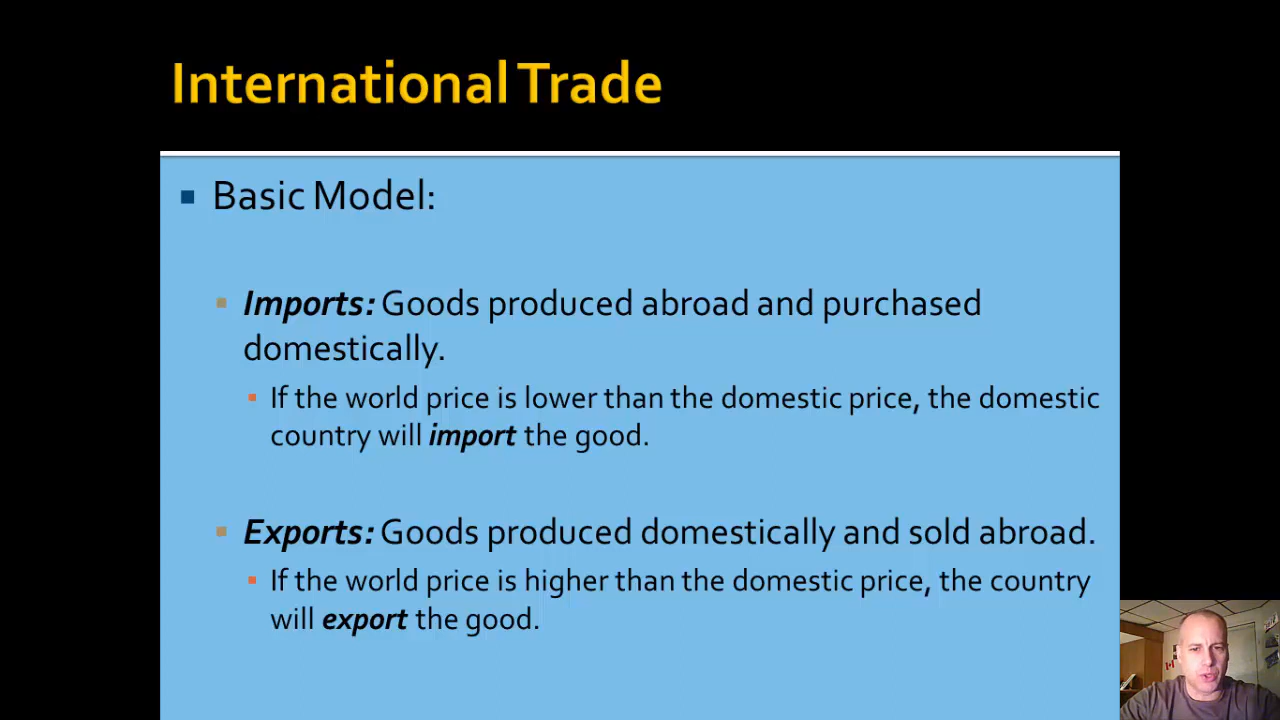 International Trade
Basic Model:
Imports: Goods produced abroad and purchased
domestically.
If the world price is lower than the domestic price, the domestic
country will import the good.
Exports: Goods produced domestically and sold abroad.
If the world price is higher than the domestic price, the country
will export the good.